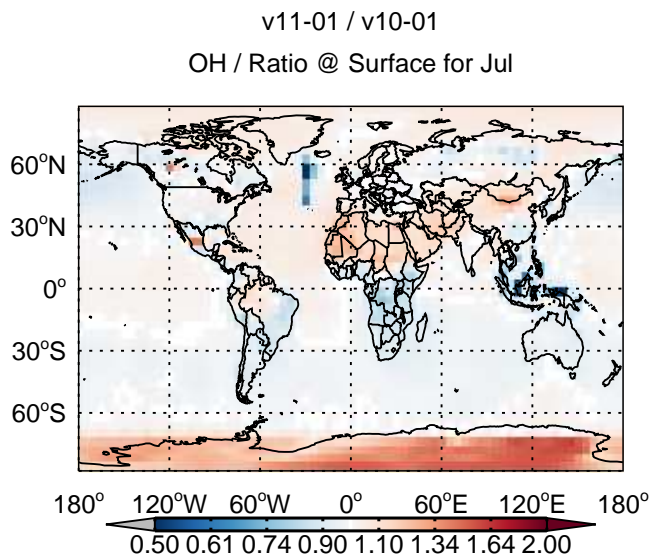 v11-01 / v10-01
OH / Ratio @ Surface for Jul
60°N
30°N
0°
30°S
60°S
180° 120°W 60°W 0° 60°E 120°E 180°
0.50 0.61 0.74 0.90 1.10 1.34 1.64 2.00